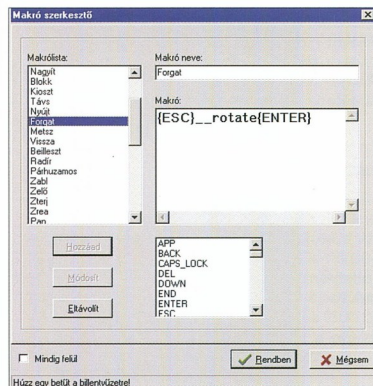 Makró szerkesztő
Makrólista:
Nagyít
Blokk
Kioszt
Távs
Nyújt
Forgat
Metsz
Vissza
Beilleszt
Radír
Párhuzamos
Zabl
Zelő
Zterj
Zrea
Pan
Makró neve:
Forgat
Makró:
{ESC}__rotate{ENTER}
Hozzáad
Módosít
Eltávolít
APP
BACK
CAPS_LOCK
DEL
DOWN
END
ENTER
ESC
Mindig felül
Rendben
Mégsem
Húzz egy betűt a billentyűzetre!